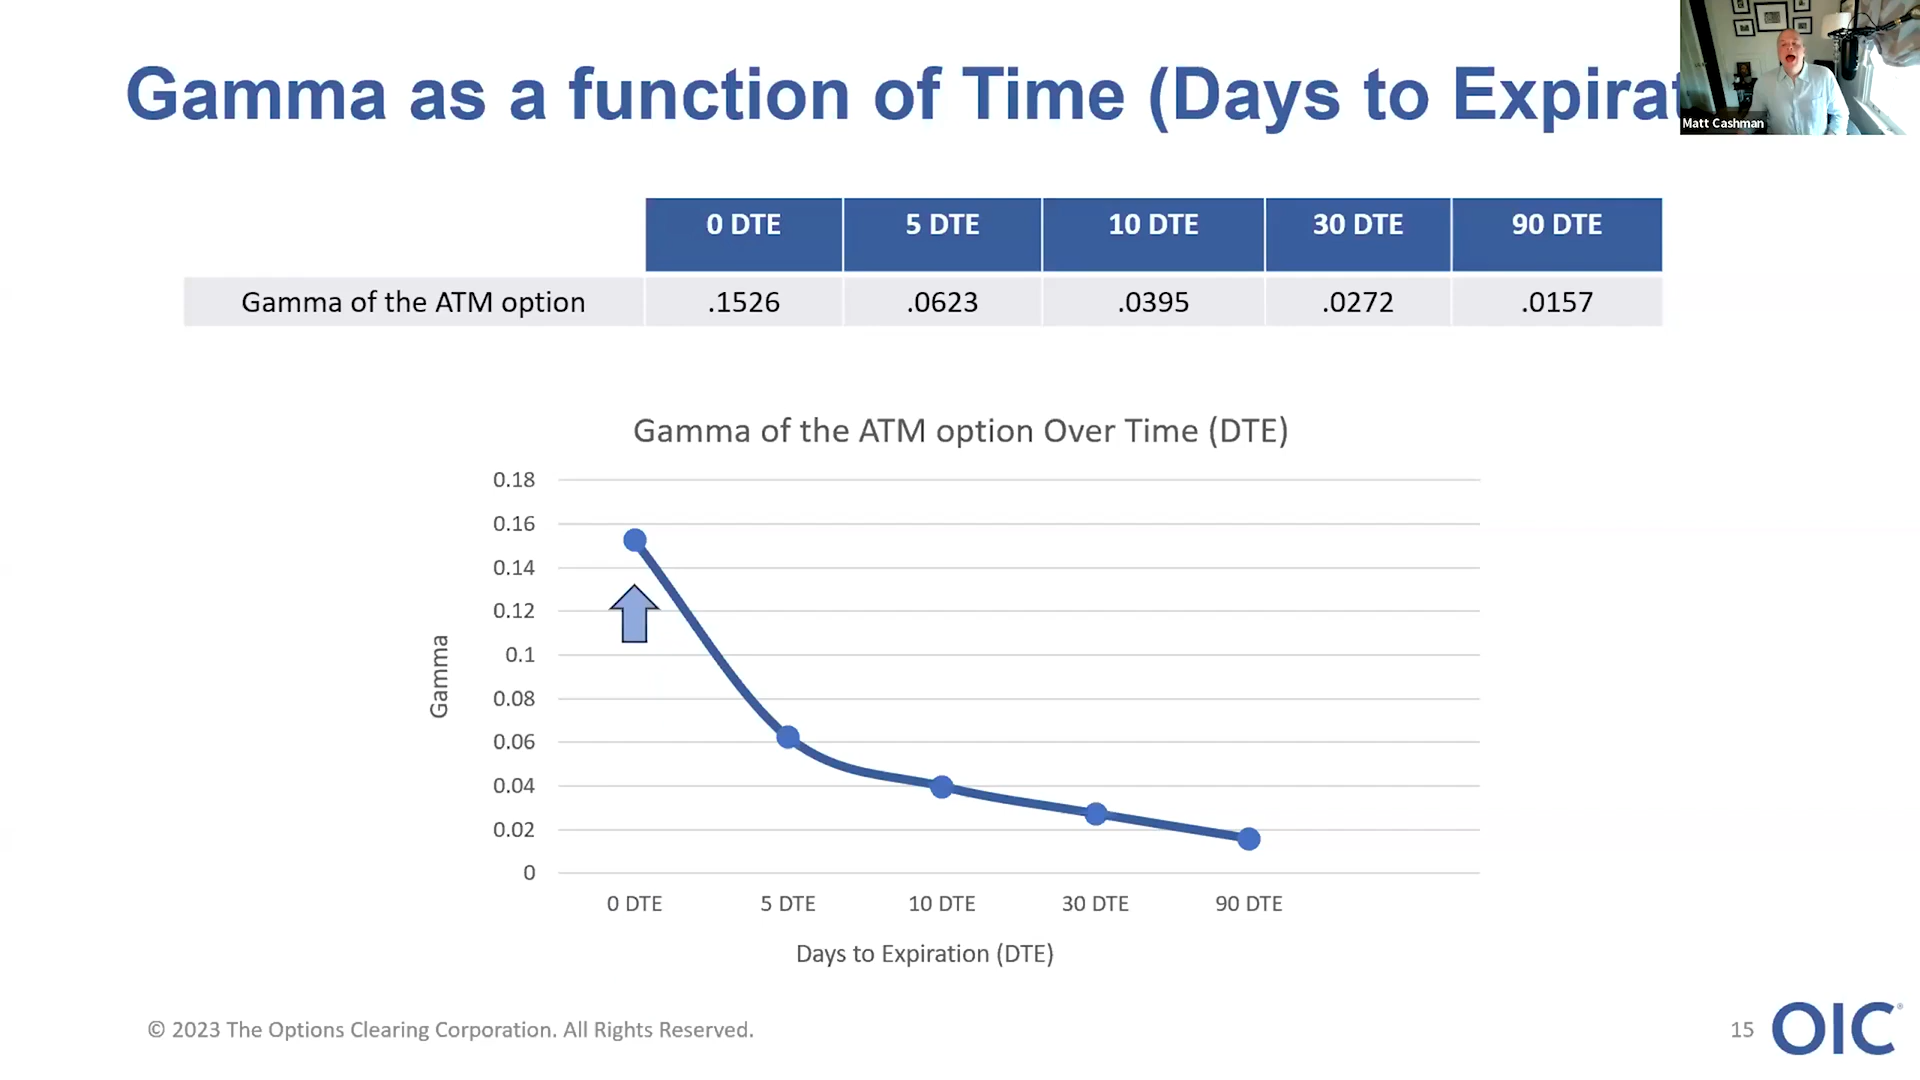 Gamma as a function of Time (Days to Expirat
Matt Cashman
0 DTE 5 DTE 10 DTE 30 DTE 90 DTE
Gamma of the ATM option .1526 .0623 .0395 .0272 .0157
Gamma of the ATM option Over Time (DTE)
0.18
0.16
0.14
0.12
0.1
0.08
0.06
0.04
0.02
0
Gamma
0 DTE 5 DTE 10 DTE 30 DTE 90 DTE
Days to Expiration (DTE)
© 2023 The Options Clearing Corporation. All Rights Reserved.
15
OIC®